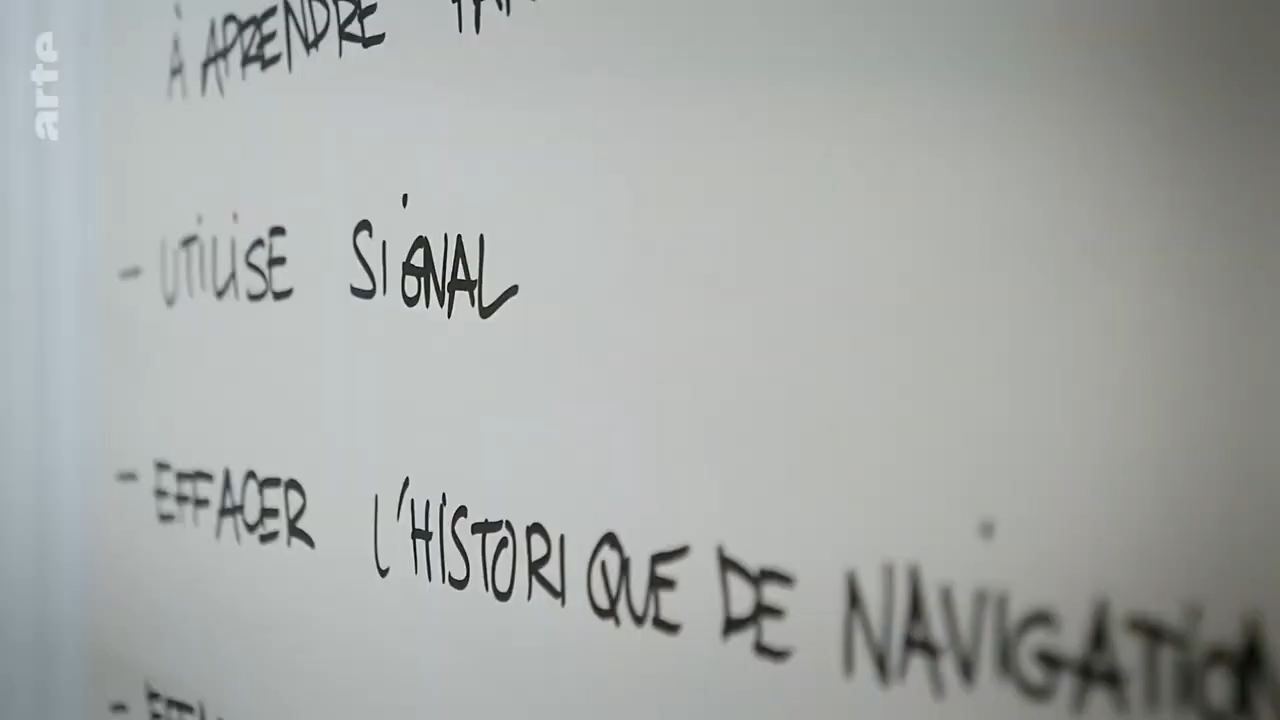 arte
À APRENDRE
- UTILISE SIGNAL
- EFFACER L'HISTORIQUE DE NAVIGATION